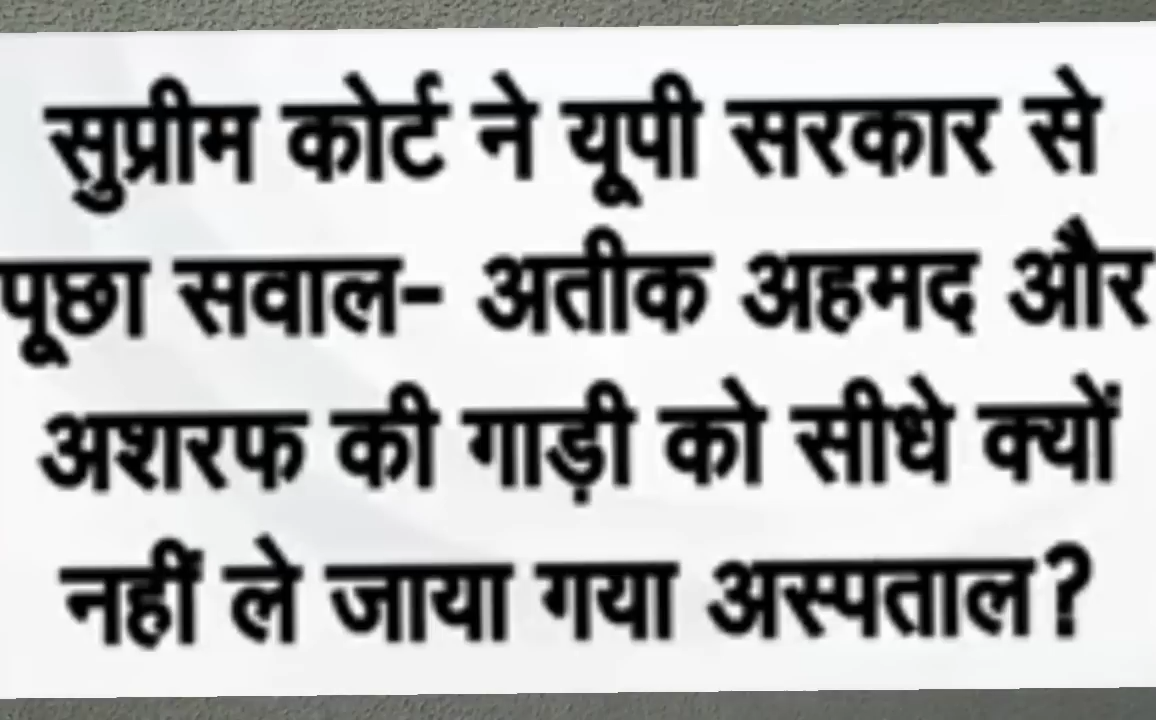 सुप्रीम कोर्ट ने यूपी सरकार से
पूछा सवाल- अतीक अहमद और
अशरफ की गाड़ी को सीधे क्यों
नहीं ले जाया गया अस्पताल?